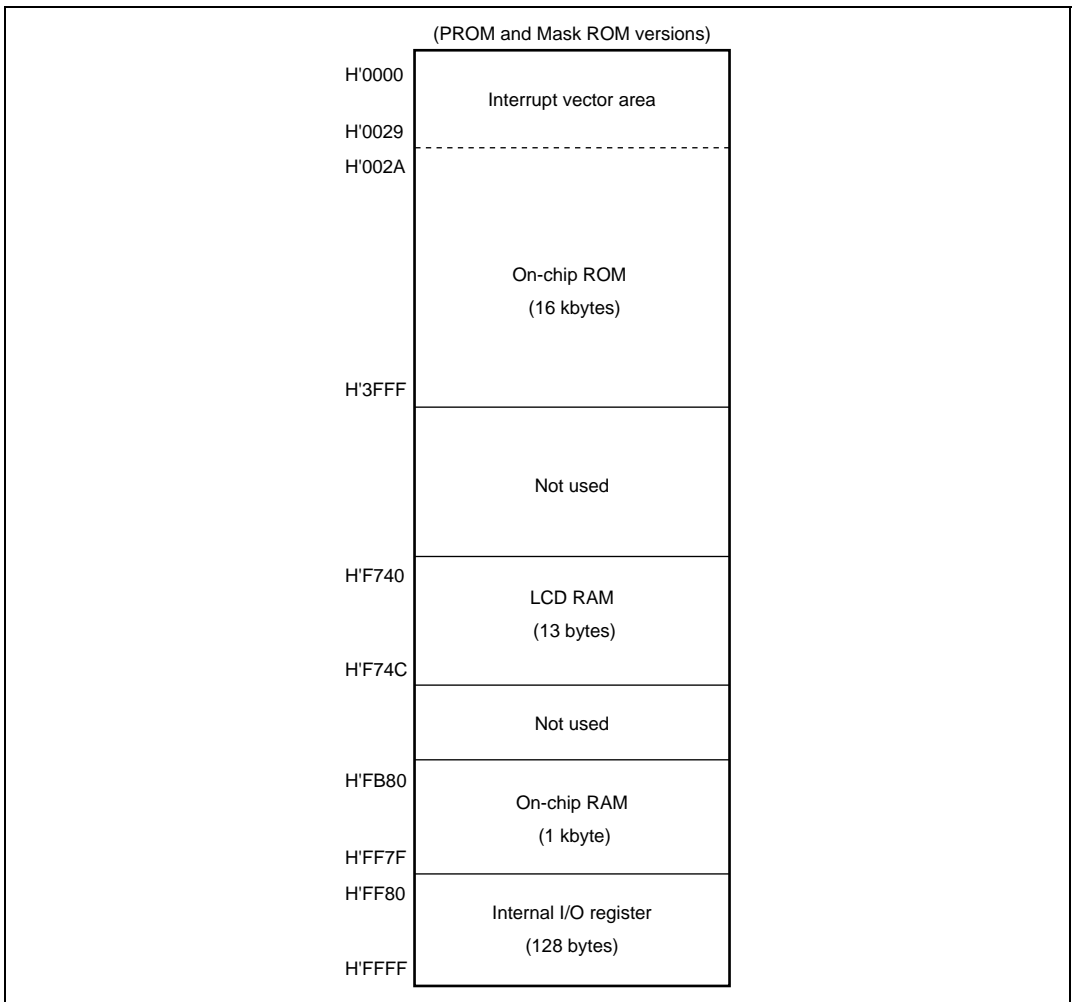 (PROM and Mask ROM versions)
H'0000
Interrupt vector area
H'0029
H'002A
On-chip ROM
(16 kbytes)
H'3FFF
Not used
H'F740
LCD RAM
(13 bytes)
H'F74C
Not used
H'FB80
On-chip RAM
(1 kbyte)
H'FF7F
H'FF80
Internal I/O register
(128 bytes)
H'FFFF